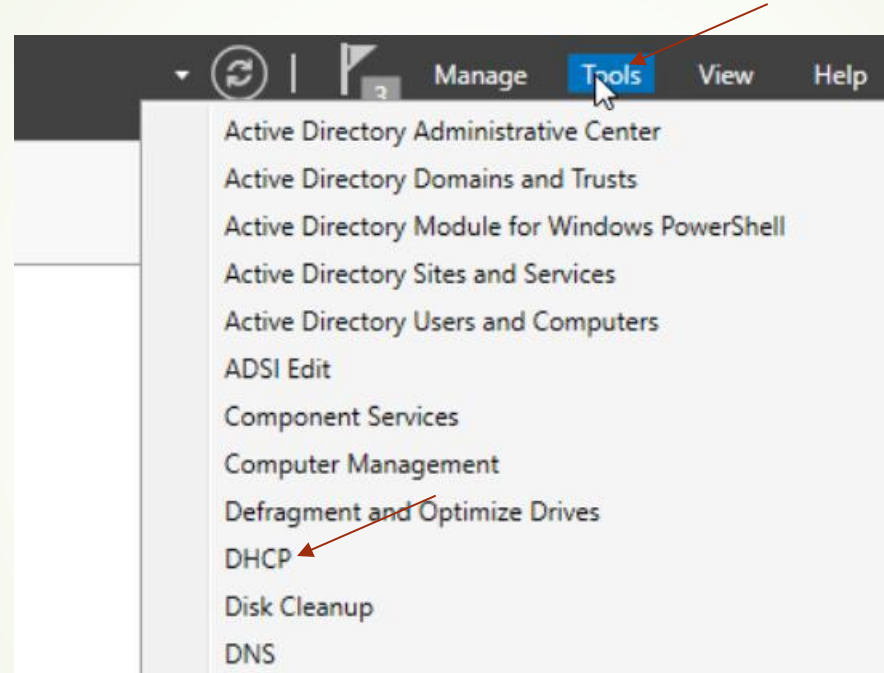 3 Manage Tools View Help
Active Directory Administrative Center
Active Directory Domains and Trusts
Active Directory Module for Windows PowerShell
Active Directory Sites and Services
Active Directory Users and Computers
ADSI Edit
Component Services
Computer Management
Defragment and Optimize Drives
DHCP
Disk Cleanup
DNS